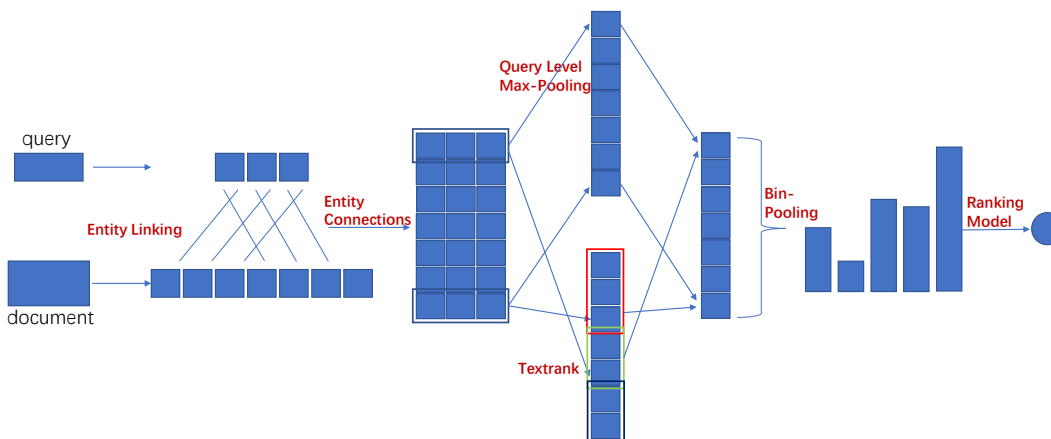 query
Entity Linking
document
Entity
Connections
Query Level
Max-Pooling
Textrank
Bin-
Pooling
Ranking
Model